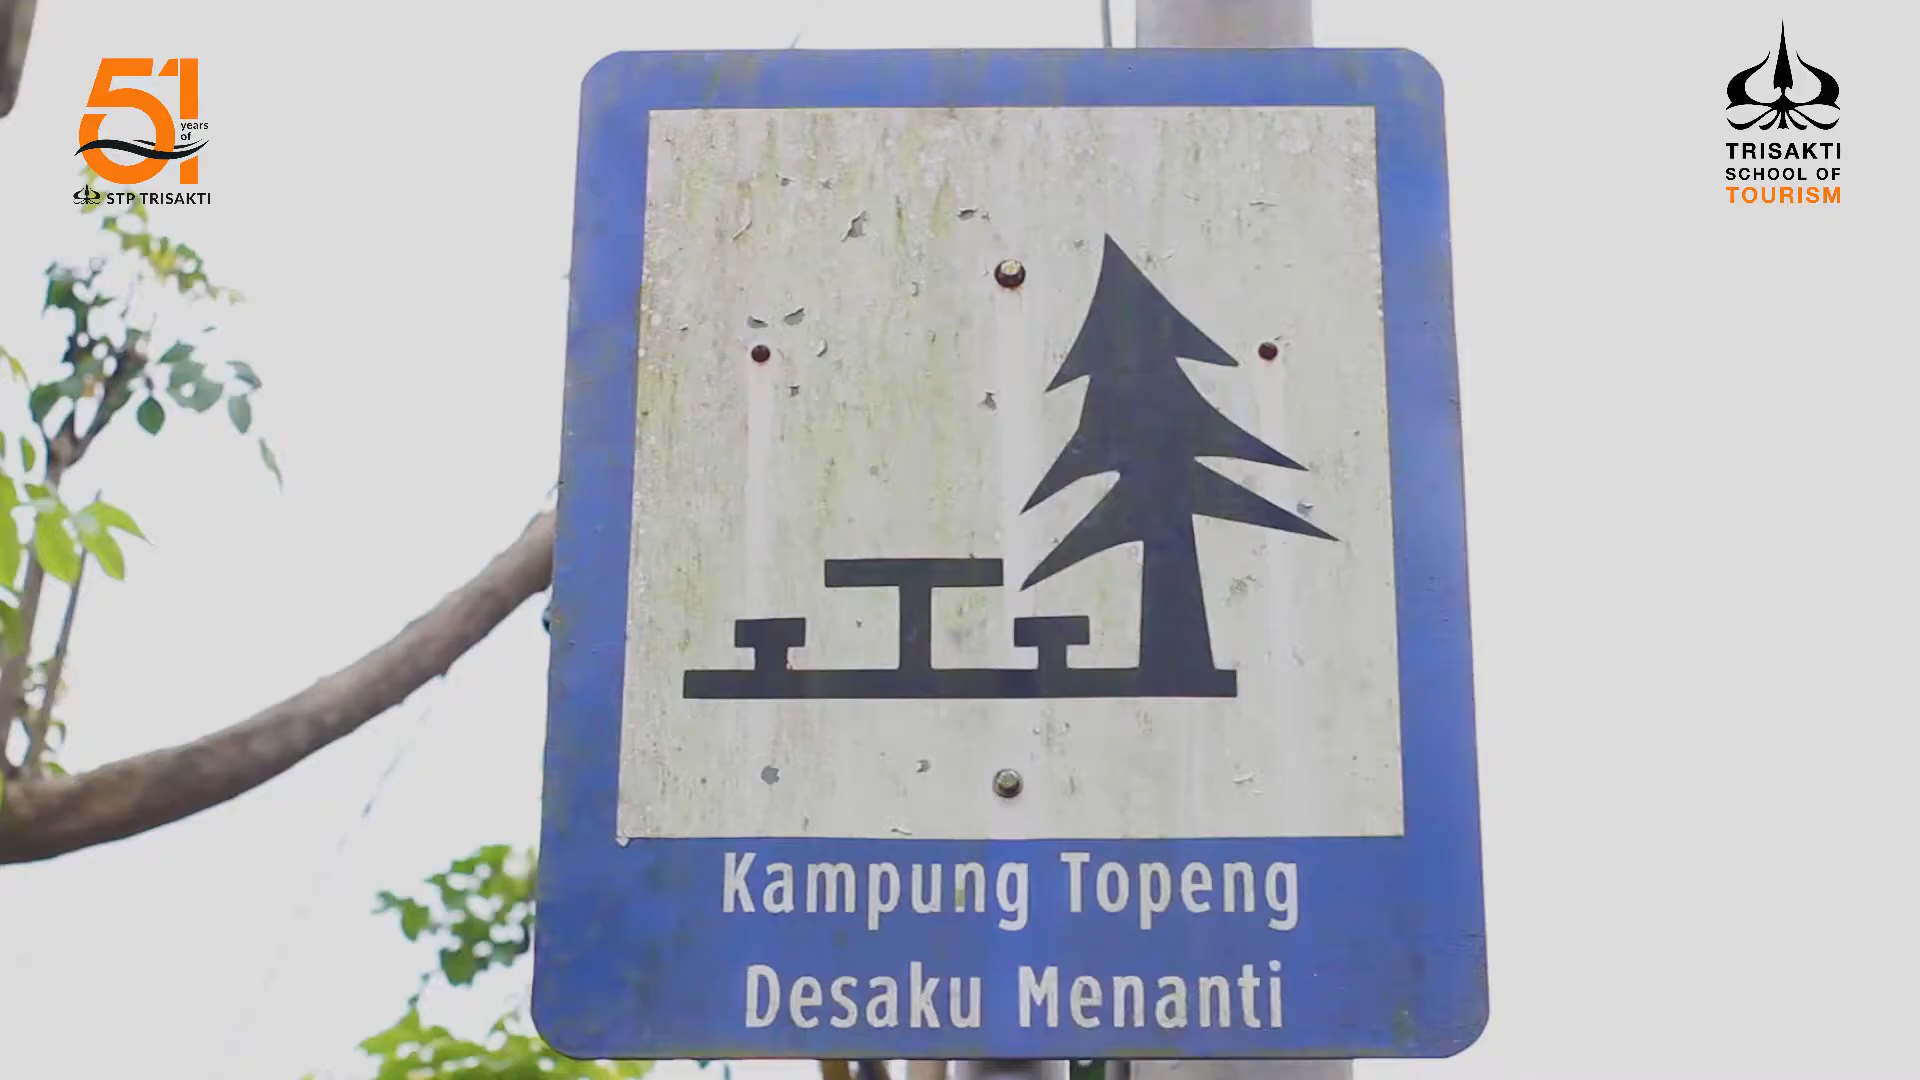 51
years
of
STP TRISAKTI
TRISAKTI
SCHOOL OF
TOURISM
Kampung Topeng
Desaku Menanti